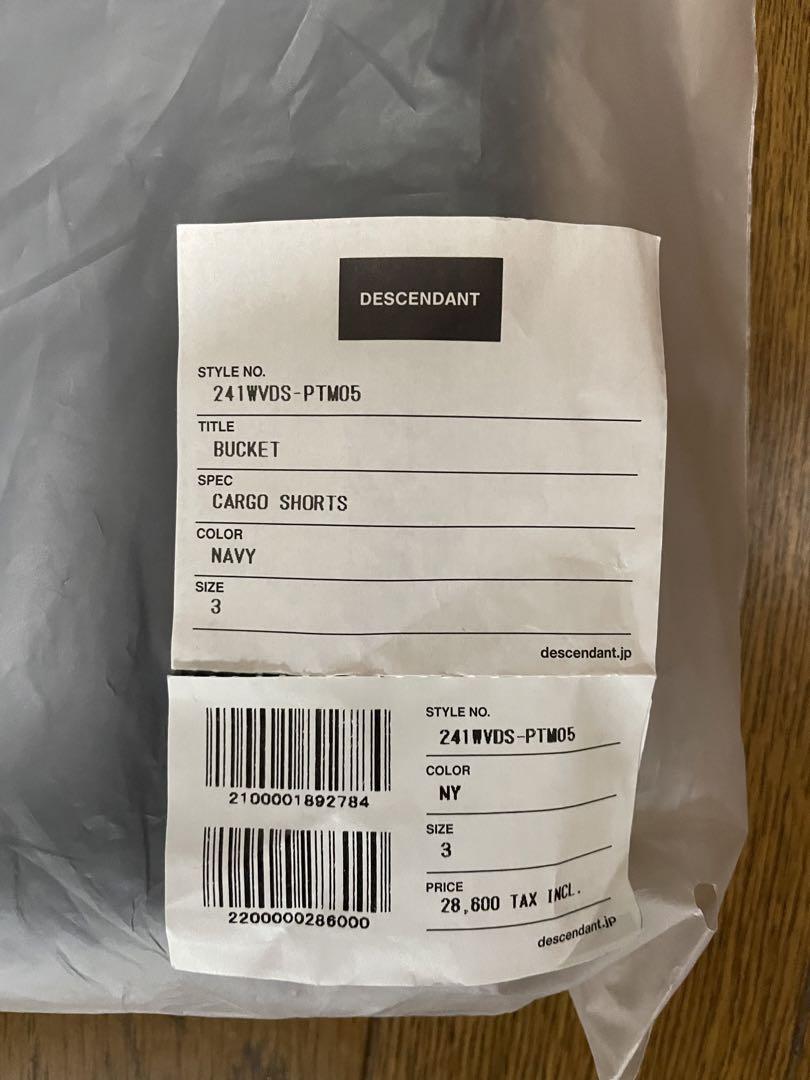 DESCENDANT
STYLE NO.
241WVDS-PTM05
TITLE
BUCKET
SPEC
CARGO SHORTS
COLOR
NAVY
SIZE
3
descendant.jp
2100001892784
2200000286000
STYLE NO.
241WVDS-PTM05
COLOR
NY
SIZE
3
PRICE
28,600 TAX INCL.
descendant.jp